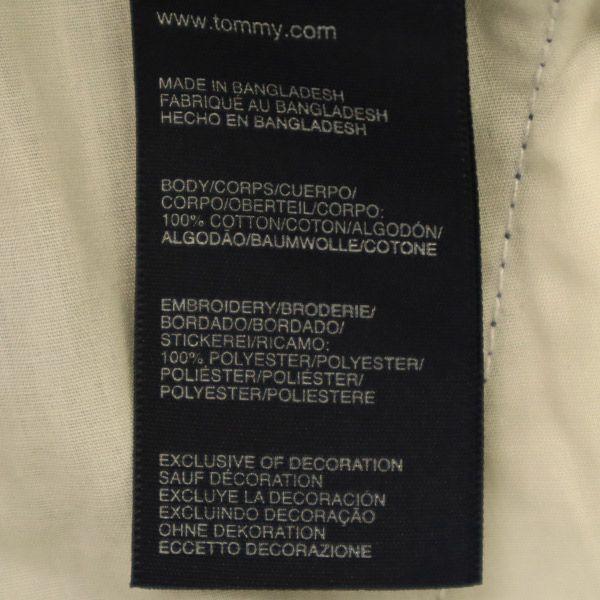 www.tommy.com
MADE IN BANGLADESH
FABRIQUÉ AU BANGLADESH
HECHO EN BANGLADESH
BODY/CORPS/CUERPO/
CORPO/OBERTEIL/CORPO:
100% COTTON/COTON/ALGODÓN/
ALGODÃO/BAUMWOLLE/COTONE
EMBROIDERY/BRODERIE/
BORDADO/BORDADO/
STICKEREI/RICAMO:
100% POLYESTER/POLYESTER/
POLIÉSTER/POLIÉSTER/
POLYESTER/POLIESTERE
EXCLUSIVE OF DECORATION
SAUF DÉCORATION
EXCLUYE LA DECORACIÓN
EXCLUINDO DECORAÇÃO
OHNE DEKORATION
ECCETTO DECORAZIONE